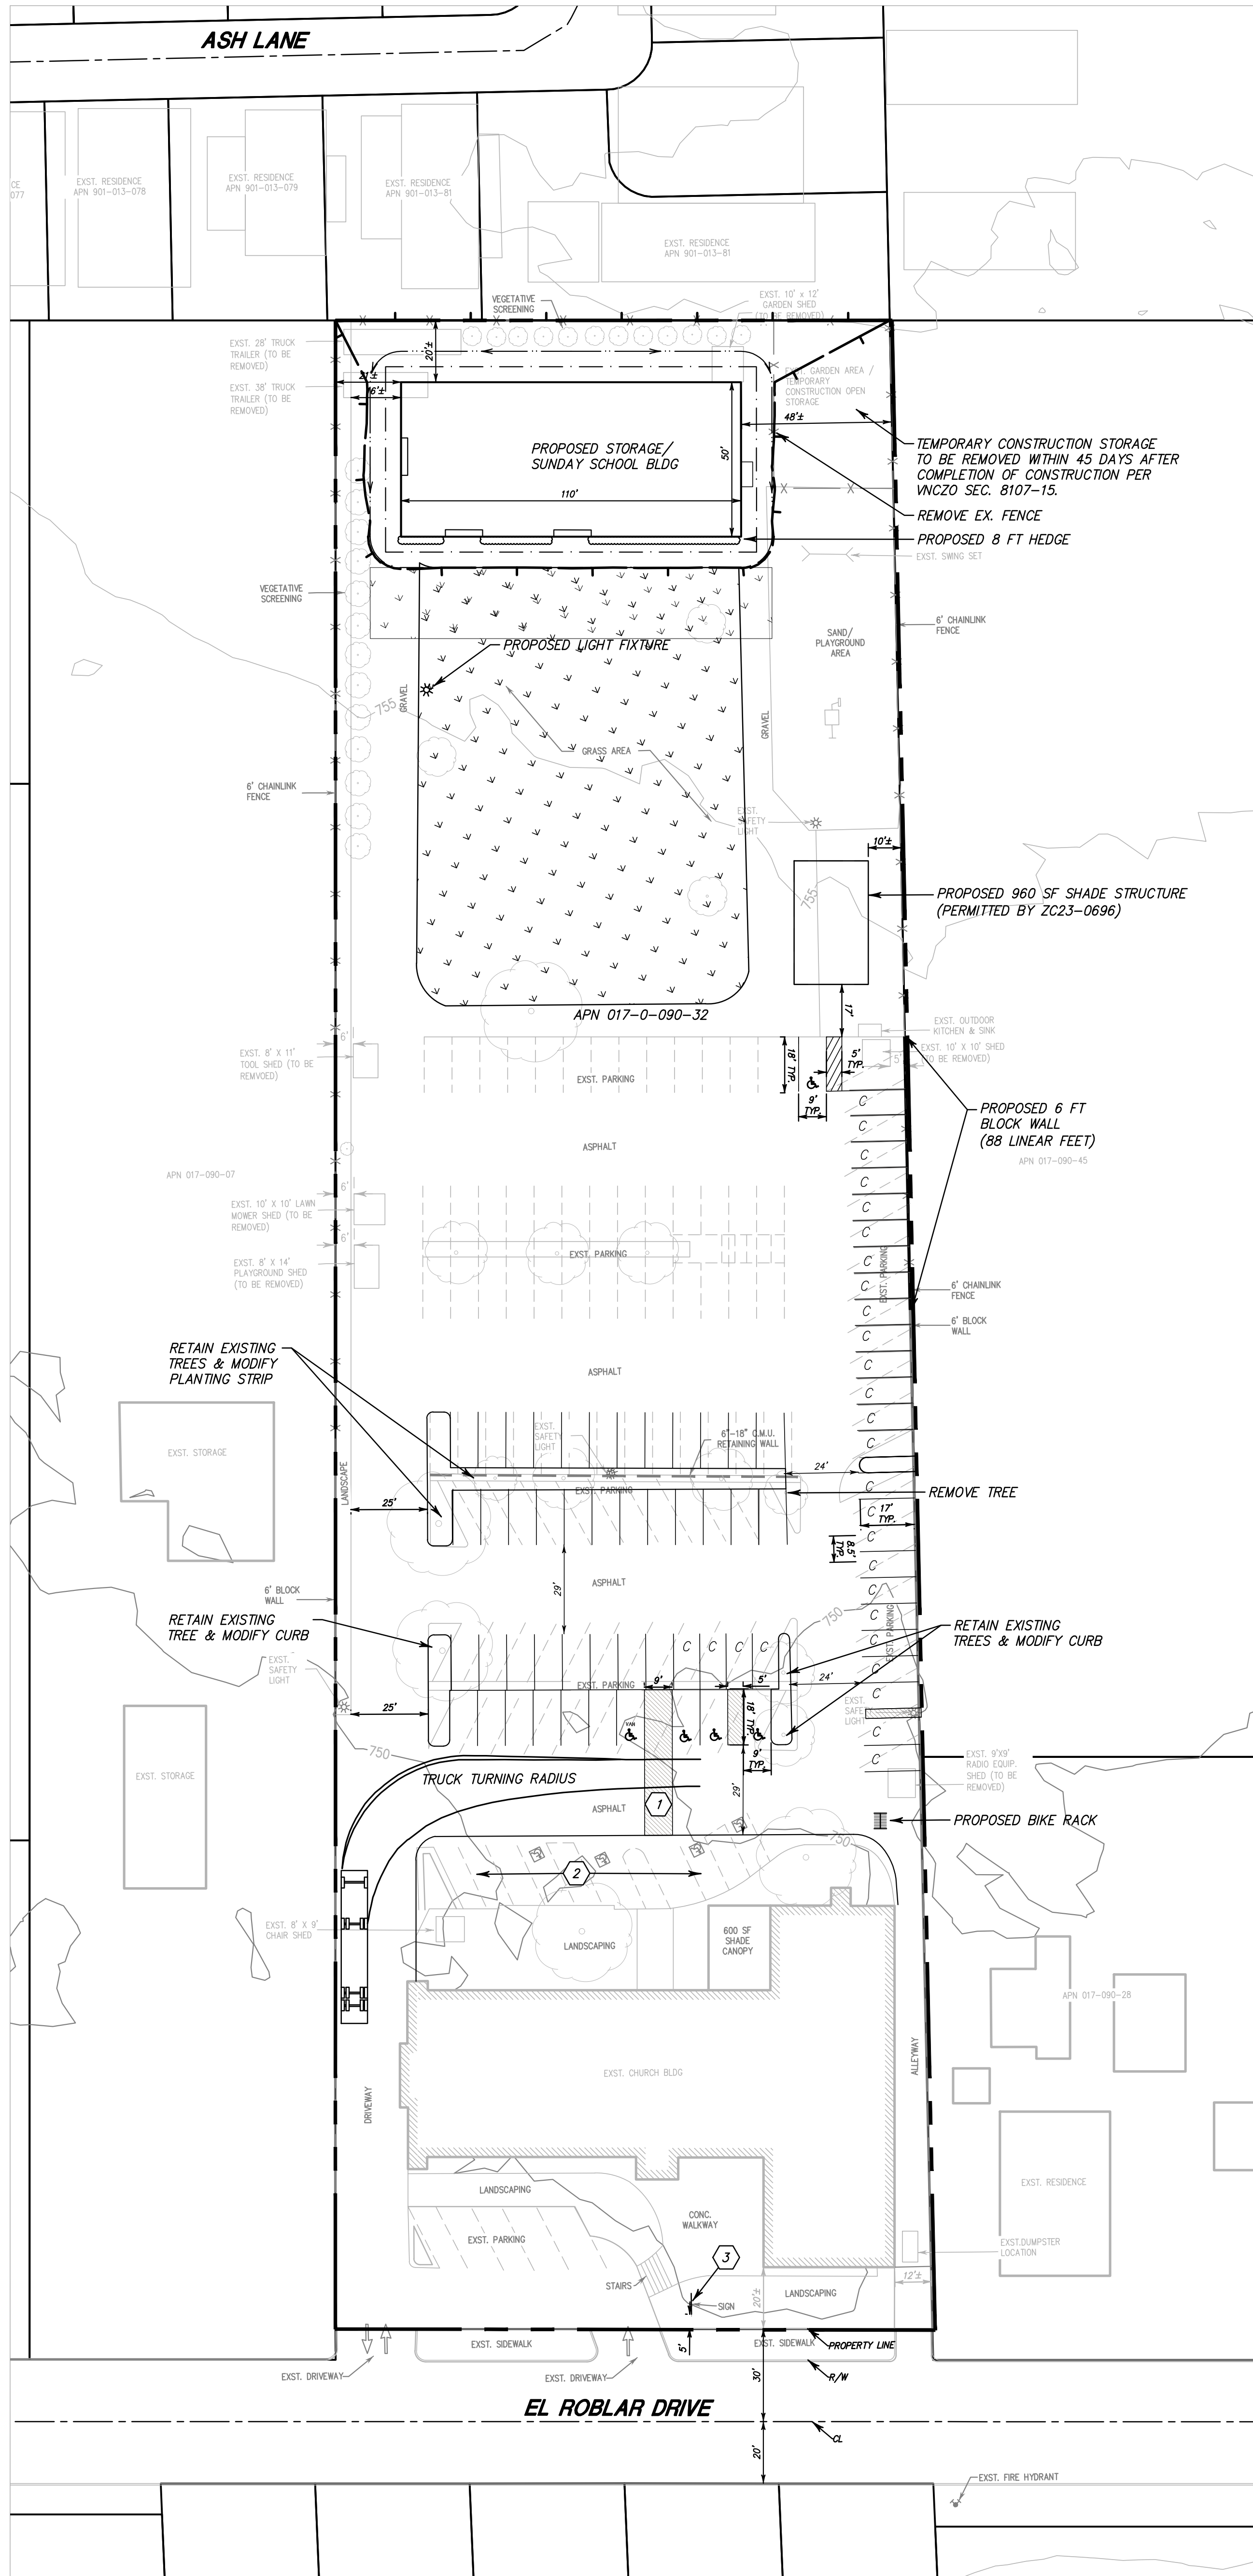 ASH LANE
CE
077
EXST. RESIDENCE
APN 901-013-078
EXST. RESIDENCE
APN 901-013-079
EXST. RESIDENCE
APN 901-013-81
EXST. RESIDENCE
APN 901-013-81
VEGETATIVE
SCREENING
EXST. 10' x 12'
GARDEN SHED
(TO BE REMOVED)
EXST. 28' TRUCK
TRAILER (TO BE
REMOVED)
20'±
EXST. 38' TRUCK
TRAILER (TO BE
REMOVED)
21'±
16'±
GARDEN AREA /
TEMPORARY
CONSTRUCTION OPEN
STORAGE
48'±
PROPOSED STORAGE/
SUNDAY SCHOOL BLDG
50'
110'
TEMPORARY CONSTRUCTION STORAGE
TO BE REMOVED WITHIN 45 DAYS AFTER
COMPLETION OF CONSTRUCTION PER
VNCZO SEC. 8107-15.
REMOVE EX. FENCE
PROPOSED 8 FT HEDGE
EXST. SWING SET
VEGETATIVE
SCREENING
6' CHAINLINK
FENCE
SAND/
PLAYGROUND
AREA
PROPOSED LIGHT FIXTURE
755
GRAVEL
GRAVEL
GRASS AREA
6' CHAINLINK
FENCE
EXST.
SAFETY
LIGHT
10'±
755
PROPOSED 960 SF SHADE STRUCTURE
(PERMITTED BY ZC23-0696)
APN 017-0-090-32
17'
EXST. OUTDOOR
KITCHEN & SINK
EXST. 10' X 10' SHED
(TO BE REMOVED)
5'
6'
EXST. 8' X 11'
TOOL SHED (TO BE
REMVOED)
EXST. PARKING
18' TYP.
5'
TYP.
9'
TYP.
C
C
C
C
C
C
C
C
C
C
C
C
C
C
PROPOSED 6 FT
BLOCK WALL
(88 LINEAR FEET)
ASPHALT
APN 017-090-07
APN 017-090-45
6'
EXST. 10' X 10' LAWN
MOWER SHED (TO BE
REMOVED)
6'
EXST. 8' X 14'
PLAYGROUND SHED
(TO BE REMOVED)
EXST. PARKING
EXST. PARKING
6' CHAINLINK
FENCE
6' BLOCK
WALL
RETAIN EXISTING
TREES & MODIFY
PLANTING STRIP
ASPHALT
EXST.
SAFETY
LIGHT
6"-18" C.M.U.
RETAINING WALL
EXST. STORAGE
LANDSCAPE
EXST. PARKING
24'
C
REMOVE TREE
25'
C
17'
TYP.
C
8.5'
TYP.
C
C
29'
ASPHALT
6' BLOCK
WALL
RETAIN EXISTING
TREE & MODIFY CURB
750
C
C
C
EXST. PARKING
RETAIN EXISTING
TREES & MODIFY CURB
C
C
C
C
EXST.
SAFETY
LIGHT
EXST. PARKING
24'
C
25'
9'
5'
18' TYP.
VAN
9'
TYP.
EXST.
SAFETY
LIGHT
C
C
750
TRUCK TURNING RADIUS
EXST. STORAGE
ASPHALT
1
29'
EXST. 9'X9'
RADIO EQUIP.
SHED (TO BE
REMOVED)
PROPOSED BIKE RACK
750
2
EXST. 8' X 9'
CHAIR SHED
LANDSCAPING
600 SF
SHADE
CANOPY
APN 017-090-28
EXST. CHURCH BLDG
ALLEYWAY
DRIVEWAY
LANDSCAPING
CONC.
WALKWAY
EXST. RESIDENCE
EXST. PARKING
3
EXST.DUMPSTER
LOCATION
STAIRS
SIGN
20'±
LANDSCAPING
12'±
EXST. SIDEWALK
5'
EXST. SIDEWALK
PROPERTY LINE
EXST. DRIVEWAY
EXST. DRIVEWAY
30'
R/W
EL ROBLAR DRIVE
CL
20'
EXST. FIRE HYDRANT